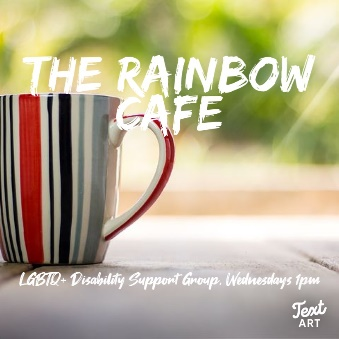 THE RAINBOW
CAFE
LGBTQ+ Disability Support Group, Wednesdays 1pm
Text
ART